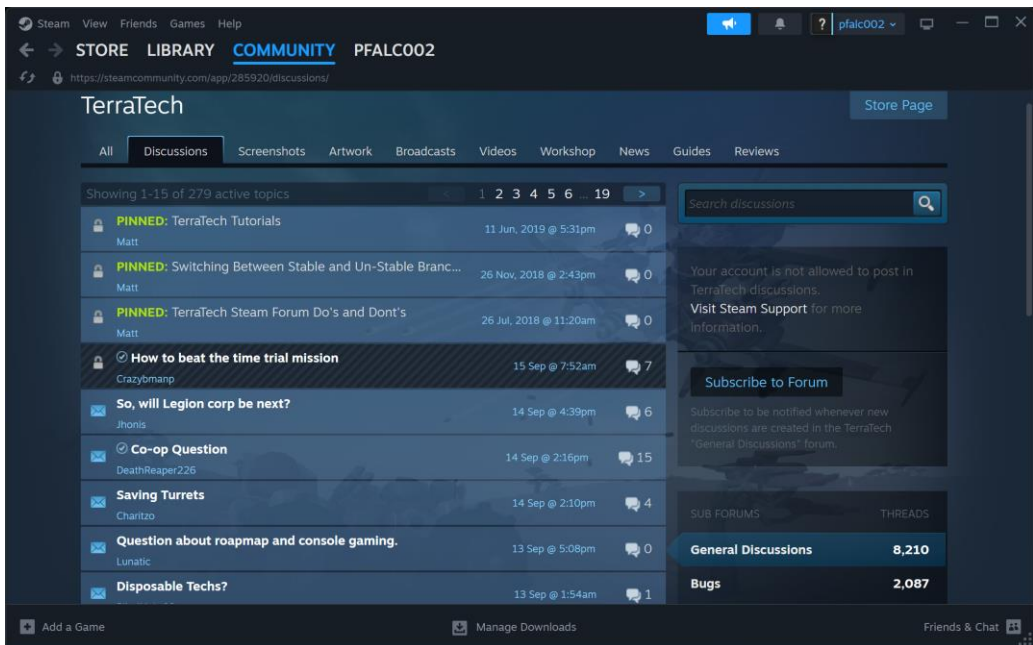 Steam View Friends Games Help
? pfalc002
STORE LIBRARY COMMUNITY PFALC002
https://steamcommunity.com/app/285920/discussions/
TerraTech
Store Page
All Discussions Screenshots Artwork Broadcasts Videos Workshop News Guides Reviews
Showing 1-15 of 279 active topics
< 1 2 3 4 5 6 ... 19 >
PINNED: TerraTech Tutorials
Matt
11 Jun, 2019 @ 5:31pm
0
PINNED: Switching Between Stable and Un-Stable Branc...
Matt
26 Nov, 2018 @ 2:43pm
0
PINNED: TerraTech Steam Forum Do's and Dont's
Matt
26 Jul, 2018 @ 11:20am
0
How to beat the time trial mission
Crazybmanp
15 Sep @ 7:52am
7
So, will Legion corp be next?
Jhonis
14 Sep @ 4:39pm
6
Co-op Question
DeathReaper226
14 Sep @ 2:16pm
15
Saving Turrets
Charitzo
14 Sep @ 2:10pm
4
Question about roapmap and console gaming.
Lunatic
13 Sep @ 5:08pm
0
Disposable Techs?
13 Sep @ 1:54am
1
Search discussions
Your account is not allowed to post in
TerraTech discussions.
Visit Steam Support for more
information.
Subscribe to Forum
Subscribe to be notified whenever new
discussions are created in the TerraTech
"General Discussions" forum.
SUB FORUMS THREADS
General Discussions 8,210
Bugs 2,087
Add a Game
Manage Downloads
Friends & Chat